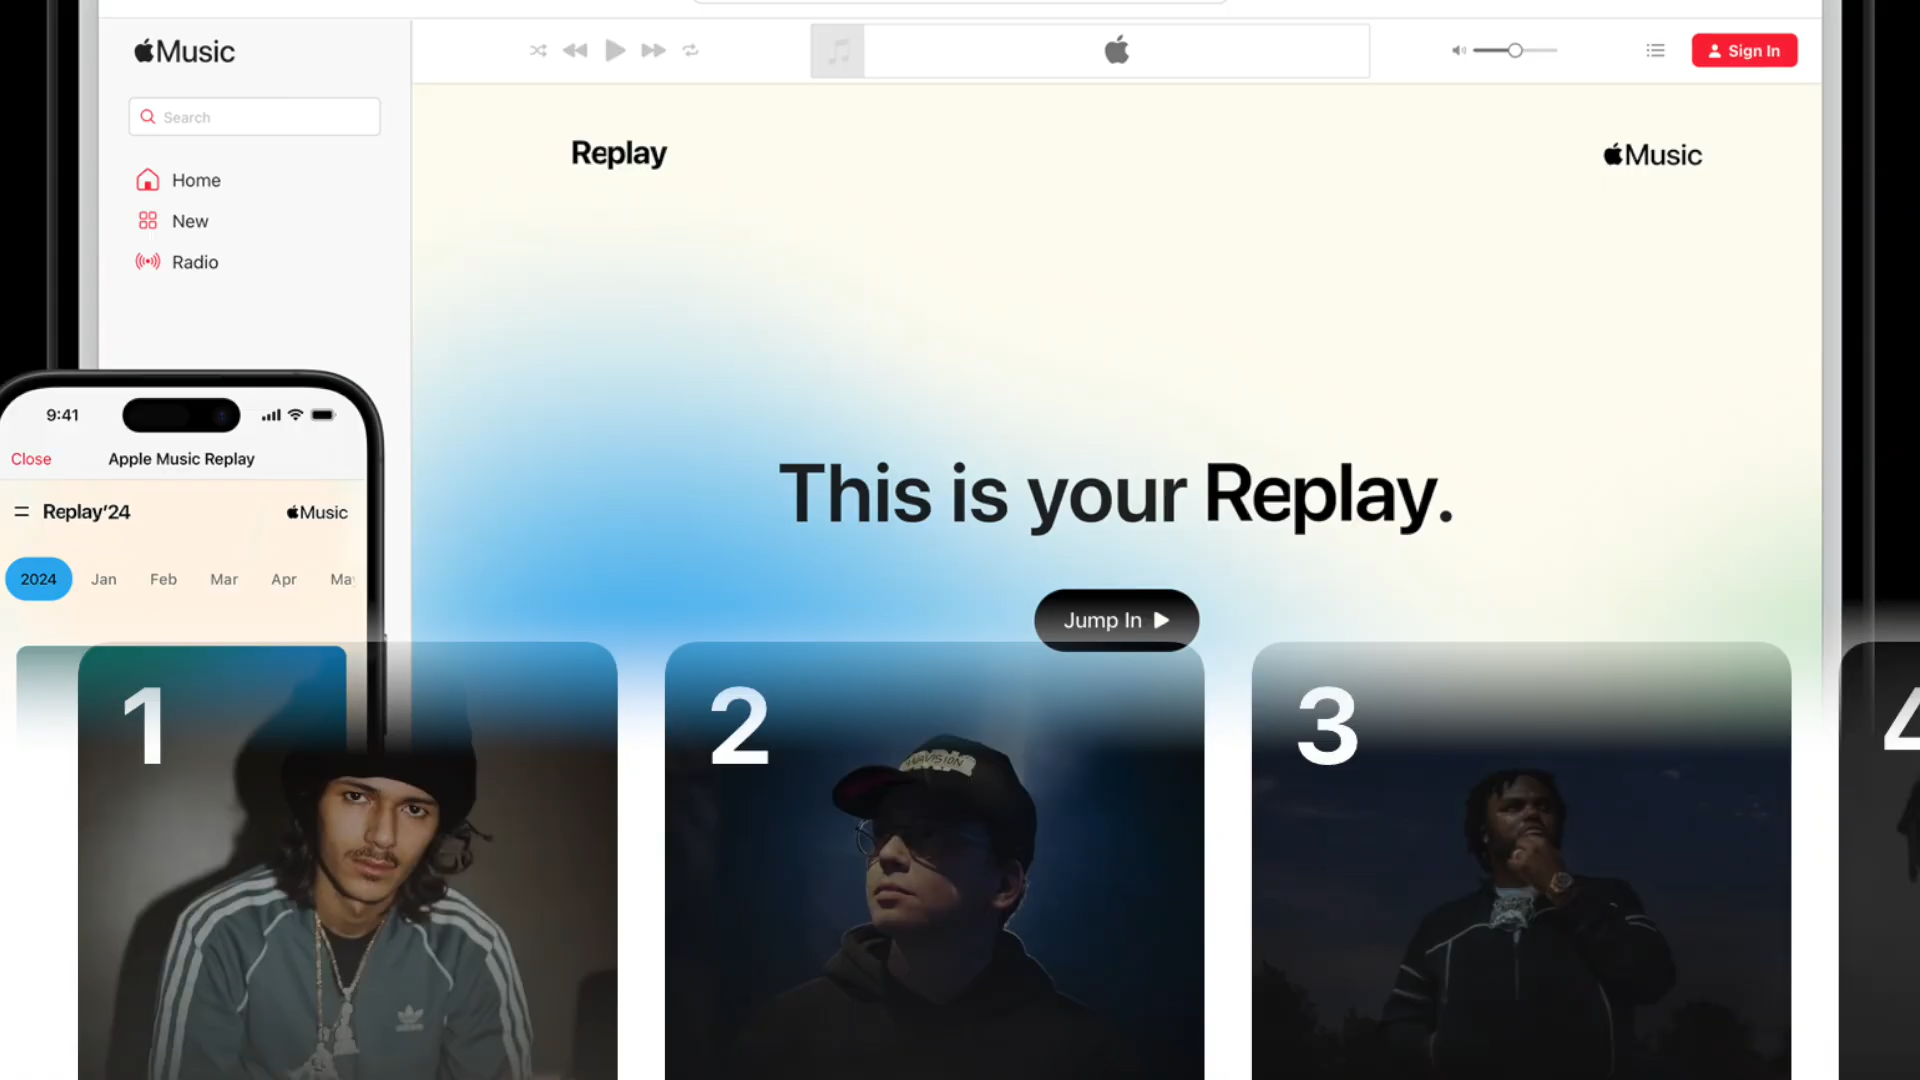 Music
Sign In
Search
Replay
Music
Home
New
Radio
This is your Replay.
Jump In
9:41
Close
Apple Music Replay
Replay'24
Music
2024 Jan Feb Mar Apr
1
2
3
4